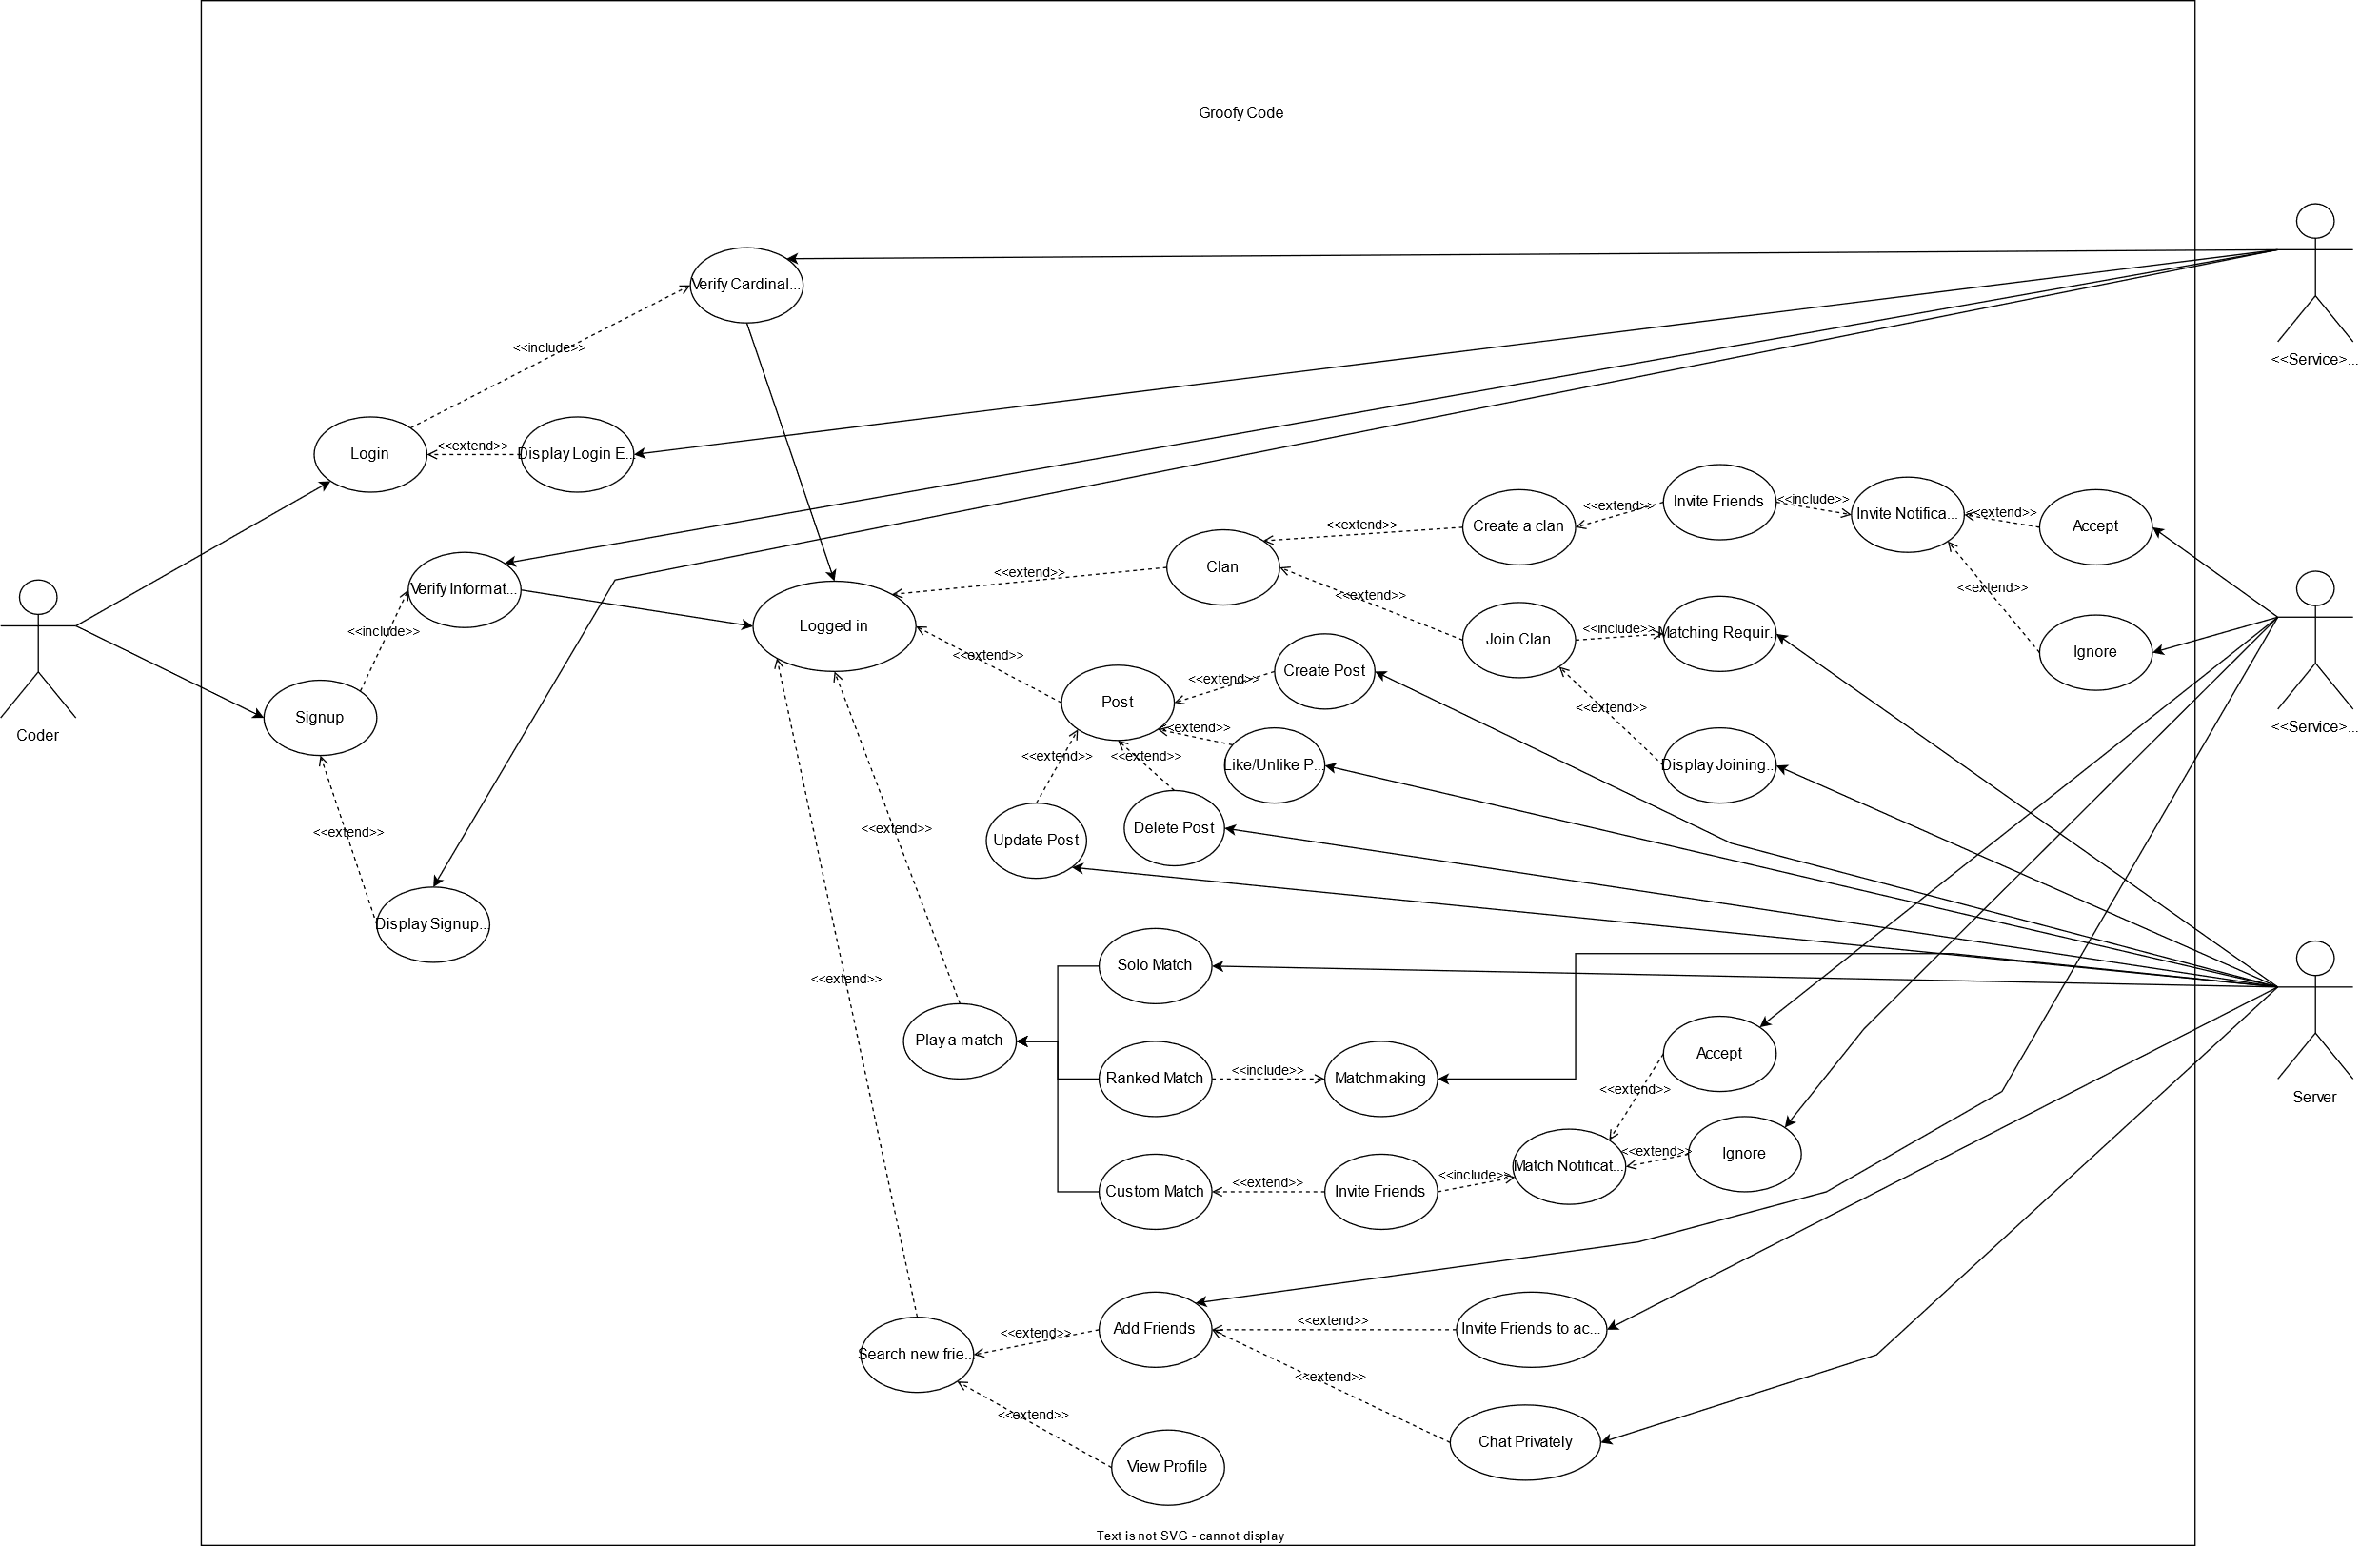 Groofy Code
Verify Cardinal...
<<include>>
<<Service>...
Login
<<extend>>
Display Login E...
Invite Friends
<<include>>
Invite Notifica...
<<extend>>
Accept
<<extend>>
Create a clan
<<extend>>
Clan
<<extend>>
Verify Informat...
<<include>>
<<extend>>
Ignore
<<extend>>
Join Clan
<<include>>
Matching Requir...
Logged in
<<extend>>
Coder
Signup
<<Service>...
Post
<<extend>>
Create Post
<<extend>>
<<extend>>
<<extend>>
<<extend>>
Like/Unlike P...
Display Joining...
Update Post
Delete Post
<<extend>>
<<extend>>
Display Signup...
Solo Match
<<extend>>
Play a match
Accept
Ranked Match
<<include>>
Matchmaking
<<extend>>
Server
Match Notificat...
<<extend>>
Ignore
Custom Match
<<extend>>
Invite Friends
<<include>>
Add Friends
<<extend>>
<<extend>>
Invite Friends to ac...
Search new frie...
<<extend>>
<<extend>>
Chat Privately
View Profile
Text is not SVG - cannot display